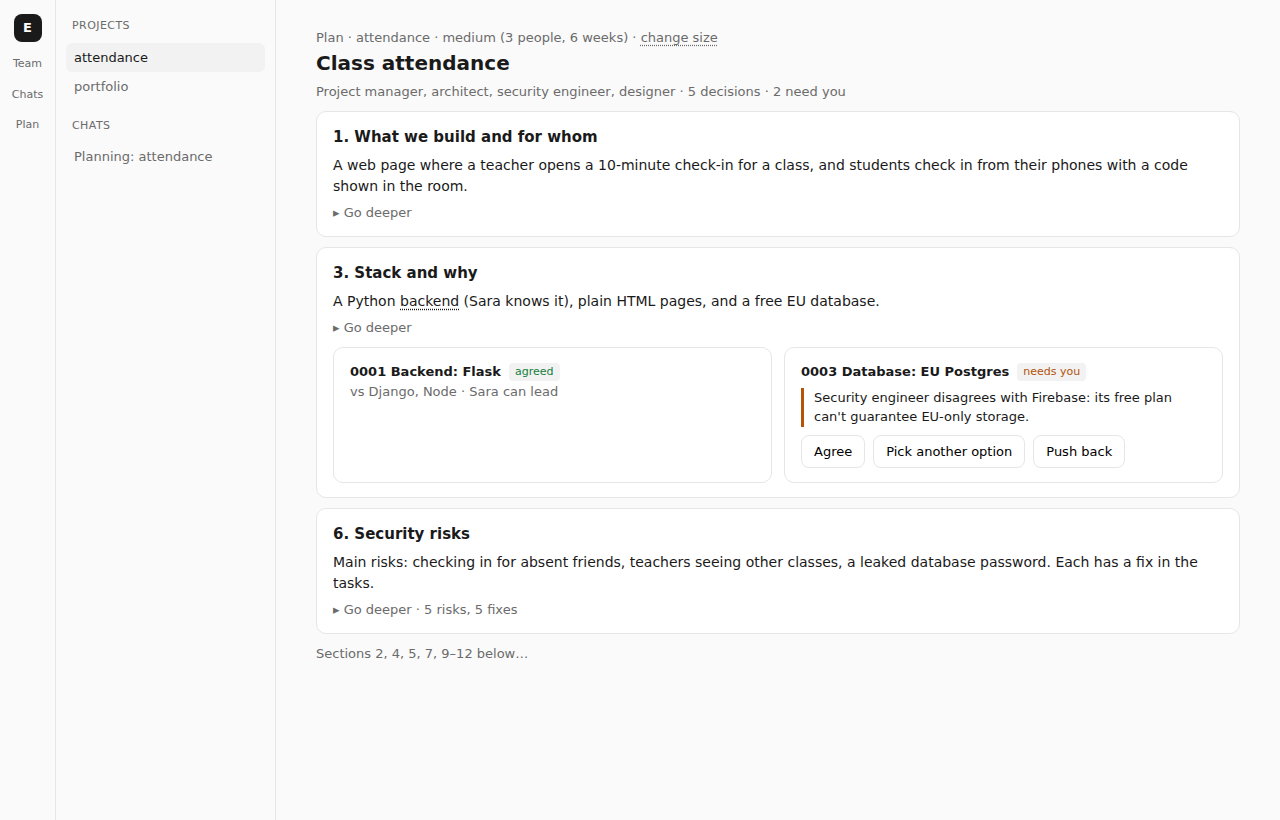 E
Team
Chats
Plan
PROJECTS
attendance
portfolio
CHATS
Planning: attendance
Plan · attendance · medium (3 people, 6 weeks) · change size
Class attendance
Project manager, architect, security engineer, designer · 5 decisions · 2 need you
1. What we build and for whom
A web page where a teacher opens a 10-minute check-in for a class, and students check in from their phones with a code
shown in the room.
▸ Go deeper
3. Stack and why
A Python backend (Sara knows it), plain HTML pages, and a free EU database.
▸ Go deeper
0001 Backend: Flask agreed
vs Django, Node · Sara can lead
0003 Database: EU Postgres needs you
Security engineer disagrees with Firebase: its free plan
can't guarantee EU-only storage.
Agree Pick another option Push back
6. Security risks
Main risks: checking in for absent friends, teachers seeing other classes, a leaked database password. Each has a fix in the
tasks.
▸ Go deeper · 5 risks, 5 fixes
Sections 2, 4, 5, 7, 9–12 below…